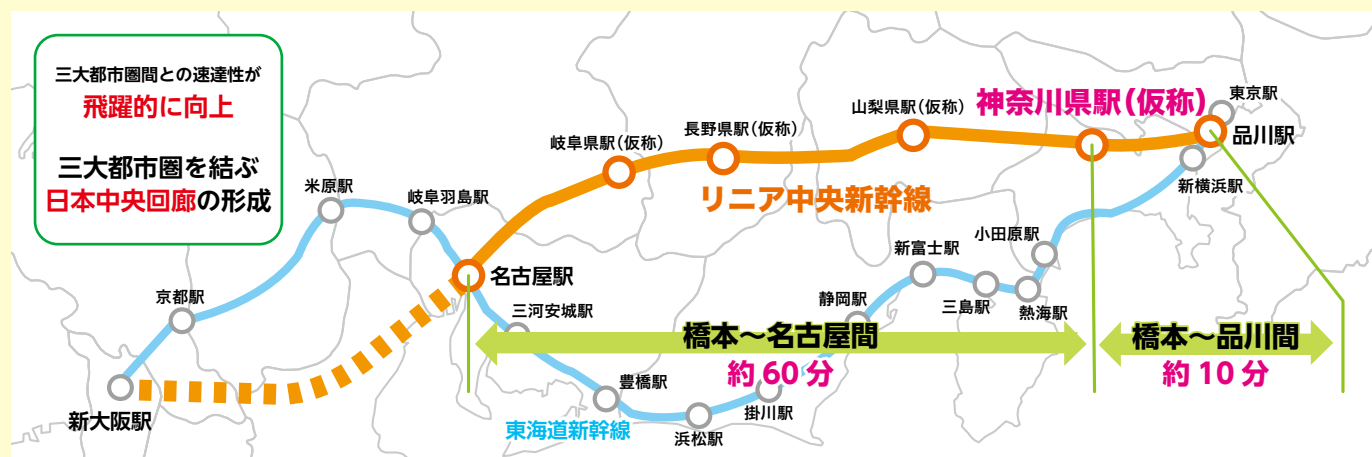 三大都市圏間との速達性が
飛躍的に向上
三大都市圏を結ぶ
日本中央回廊の形成
神奈川県駅(仮称)
東京駅
品川駅
山梨県駅(仮称)
長野県駅(仮称)
岐阜県駅(仮称)
新横浜駅
リニア中央新幹線
米原駅
岐阜羽島駅
小田原駅
新富士駅
名古屋駅
京都駅
三河安城駅
静岡駅
三島駅
熱海駅
橋本〜名古屋間
約60分
橋本〜品川間
約10分
豊橋駅
掛川駅
新大阪駅
東海道新幹線
浜松駅